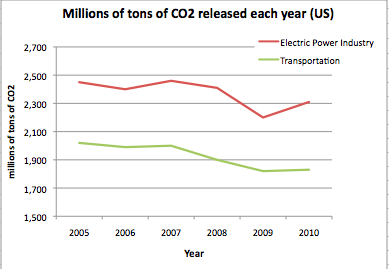 Millions of tons of CO2 released each year (US)
Electric Power Industry
Transportation
millions of tons of CO2
2,700
2,500
2,300
2,100
1,900
1,700
1,500
2005 2006 2007 2008 2009 2010
Year